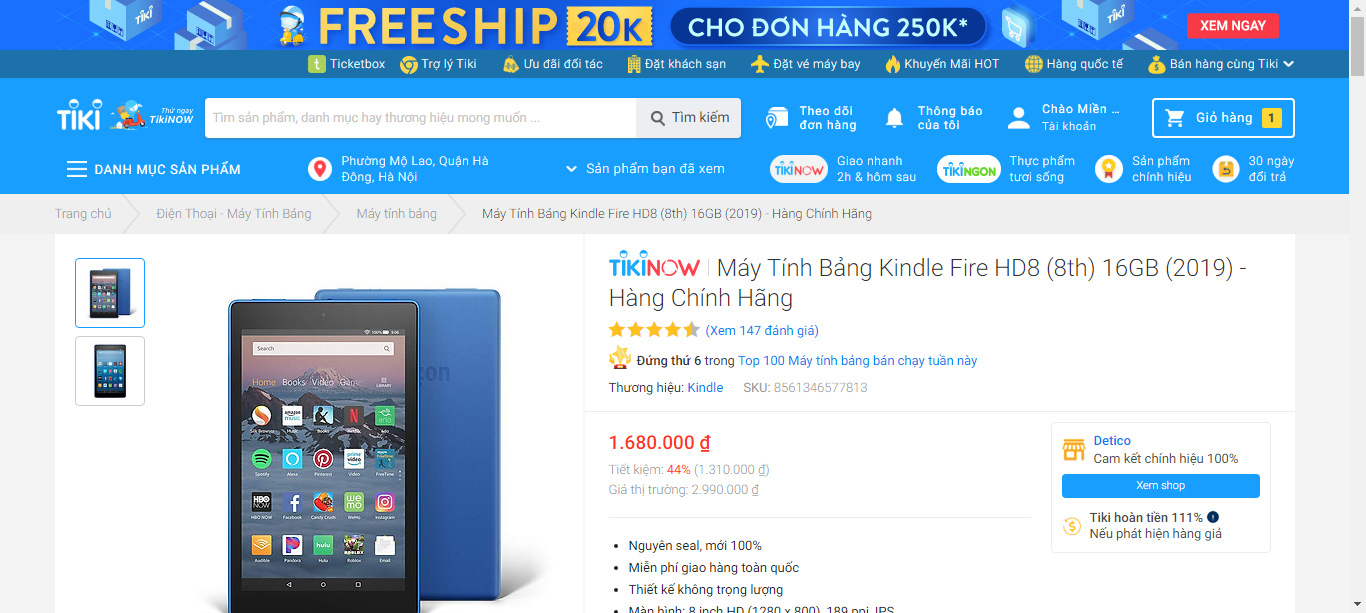 FREESHIP 20K CHO ĐƠN HÀNG 250K* XEM NGAY
TIKI
TIKI
Ticketbox Trợ lý Tiki Ưu đãi đối tác Đặt khách sạn Đặt vé máy bay Khuyến Mãi HOT Hàng quốc tế Bán hàng cùng Tiki
TIKI Thử ngay TikiNOW
Tìm sản phẩm, danh mục hay thương hiệu mong muốn ... Tìm kiếm
Theo dõi đơn hàng
Thông báo của tôi
Chào Miền ...
Tài khoản
Giỏ hàng 1
DANH MỤC SẢN PHẨM
Phường Mộ Lao, Quận Hà
Đông, Hà Nội
Sản phẩm bạn đã xem
TIKINOW Giao nhanh
2h & hôm sau
TIKINGON Thực phẩm
tươi sống
Sản phẩm
chính hiệu
30 ngày
đổi trả
Trang chủ Điện Thoại - Máy Tính Bảng Máy tính bảng Máy Tính Bảng Kindle Fire HD8 (8th) 16GB (2019) - Hàng Chính Hãng
TIKINOW Máy Tính Bảng Kindle Fire HD8 (8th) 16GB (2019) -
Hàng Chính Hãng
(Xem 147 đánh giá)
Đứng thứ 6 trong Top 100 Máy tính bảng bán chạy tuần này
Thương hiệu: Kindle SKU: 8561346577813
1.680.000 ₫
Tiết kiệm: 44% (1.310.000 ₫)
Giá thị trường: 2.990.000 ₫
Nguyên seal, mới 100%
Miễn phí giao hàng toàn quốc
Thiết kế không trọng lượng
Màn hình: 8 inch HD (1280 x 800), 189 ppi, IPS
Detico
Cam kết chính hiệu 100%
Xem shop
Tiki hoàn tiền 111%
Nếu phát hiện hàng giả
100% 9:06
Search
Home Books Video Gam LIBRARY
Silk Browser Music Books Netflix Arlo
Spotify Alexa Pinterest Video FreeTime
HBO NOW Facebook Candy Crush WeMo Instagram
Audible Pandora Hulu Roblox Email